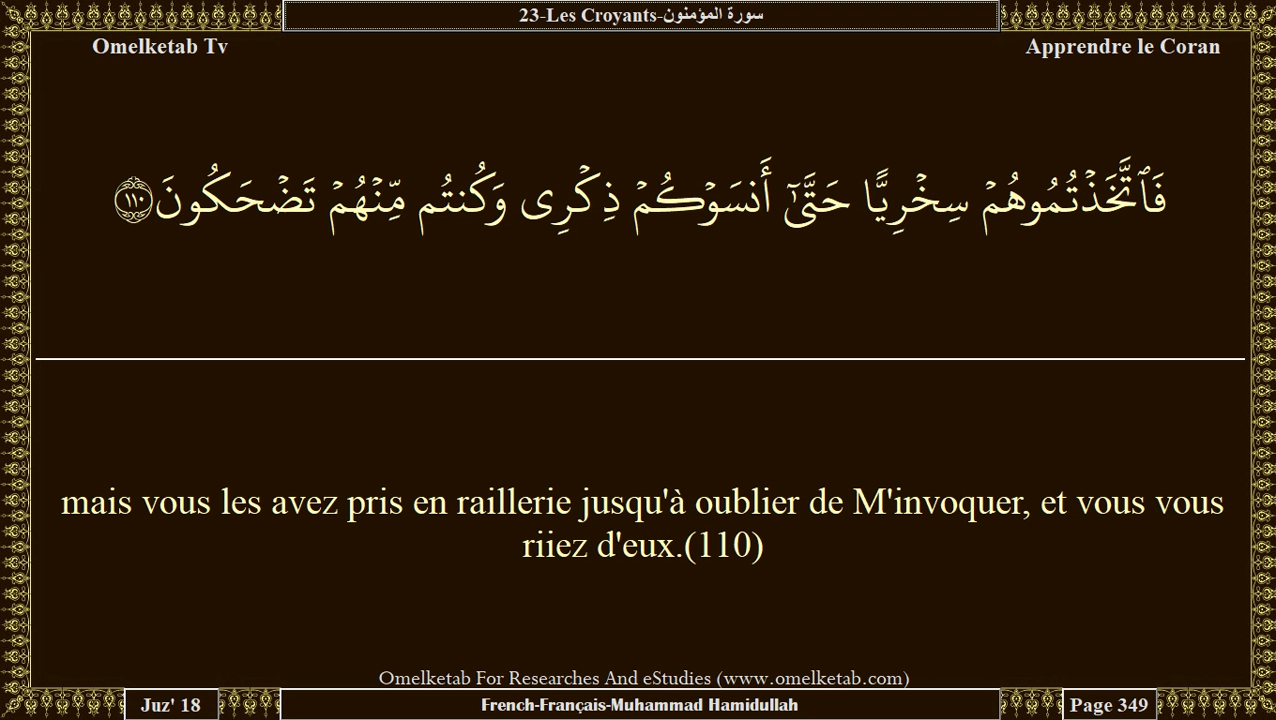 23-Les Croyants-سورة المؤمنون
Omelketab Tv
Apprendre le Coran
فَٱتَّخَذْتُمُوهُمْ سِخْرِيًّا حَتَّىٰٓ أَنسَوْكُمْ ذِكْرِى وَكُنتُم مِّنْهُمْ تَضْحَكُونَ ١١٠
mais vous les avez pris en raillerie jusqu'à oublier de M'invoquer, et vous vous
riiez d'eux.(110)
Omelketab For Researches And eStudies (www.omelketab.com)
Juz' 18
French-Français-Muhammad Hamidullah
Page 349